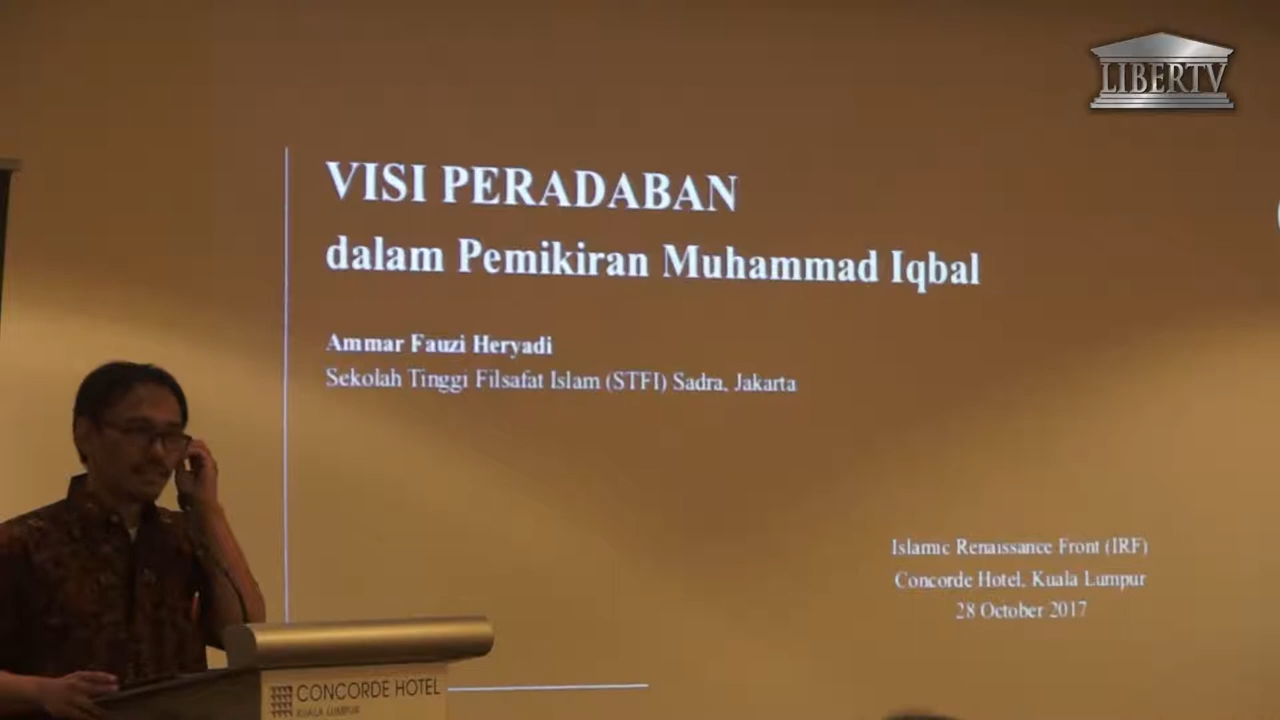 LIBERTV
VISI PERADABAN
dalam Pemikiran Muhammad Iqbal
Ammar Fauzi Heryadi
Sekolah Tinggi Filsafat Islam (STFI) Sadra, Jakarta
Islamic Renaissance Front (IRF)
Concorde Hotel, Kuala Lumpur
28 October 2017
CONCORDE HOTEL
KUALA LUMPUR